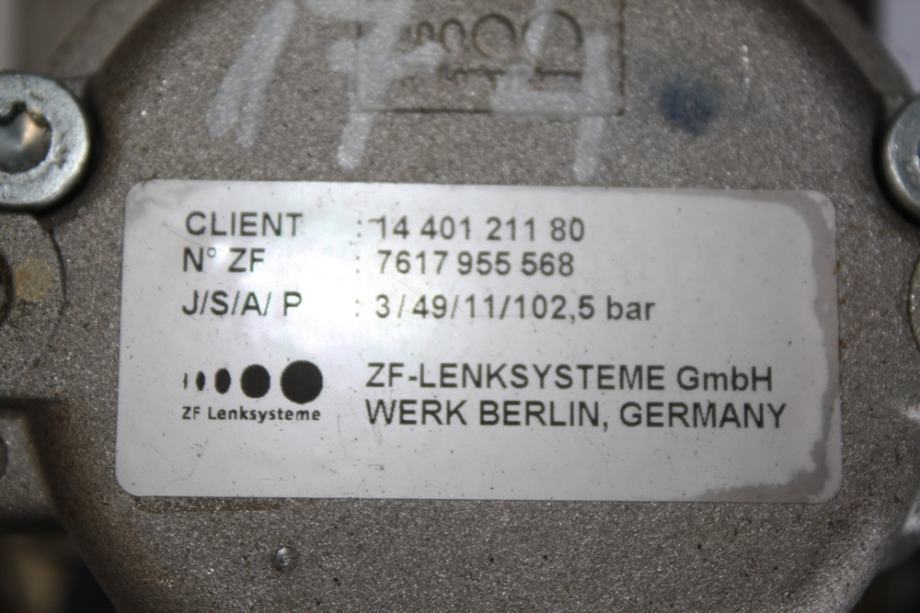 174
CLIENT : 14 401 211 80
N° ZF : 7617 955 568
J/S/A/ P : 3/49/11/102,5 bar
ZF Lenksysteme
ZF-LENKSYSTEME GmbH
WERK BERLIN, GERMANY